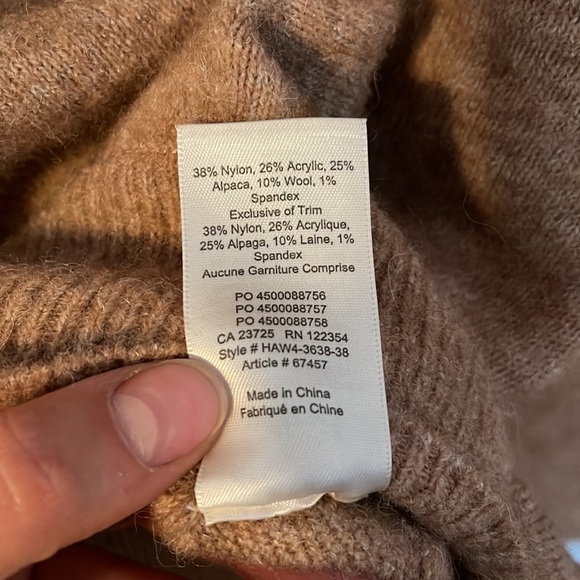 38% Nylon, 26% Acrylic, 25%
Alpaca, 10% Wool, 1%
Spandex
Exclusive of Trim
38% Nylon, 26% Acrylique,
25% Alpaga, 10% Laine, 1%
Spandex
Aucune Garniture Comprise
PO 4500088756
PO 4500088757
PO 4500088758
CA 23725 RN 122354
Style # HAW4-3638-38
Article # 67457
Made in China
Fabriqué en Chine